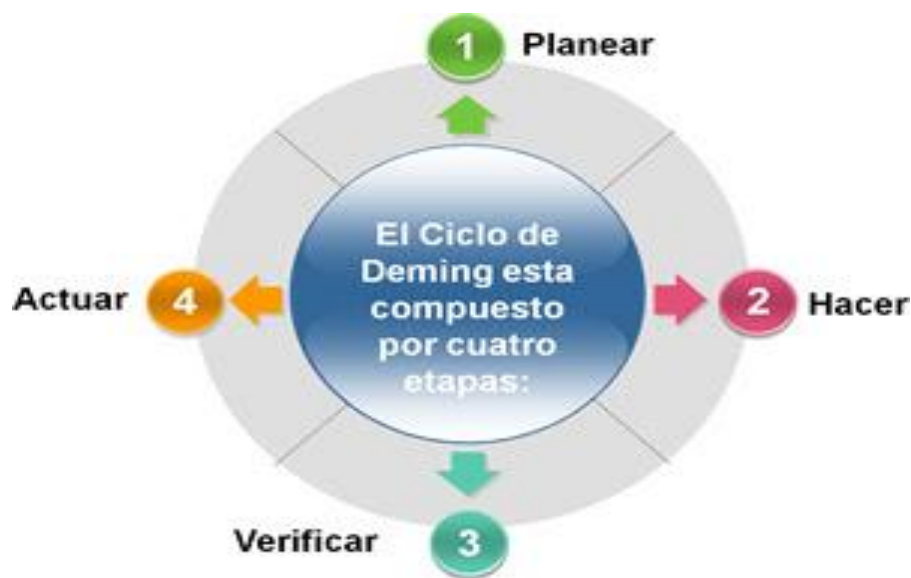 1 Planear
El Ciclo de
Deming esta
compuesto
por cuatro
etapas:
Actuar 4
2 Hacer
Verificar 3